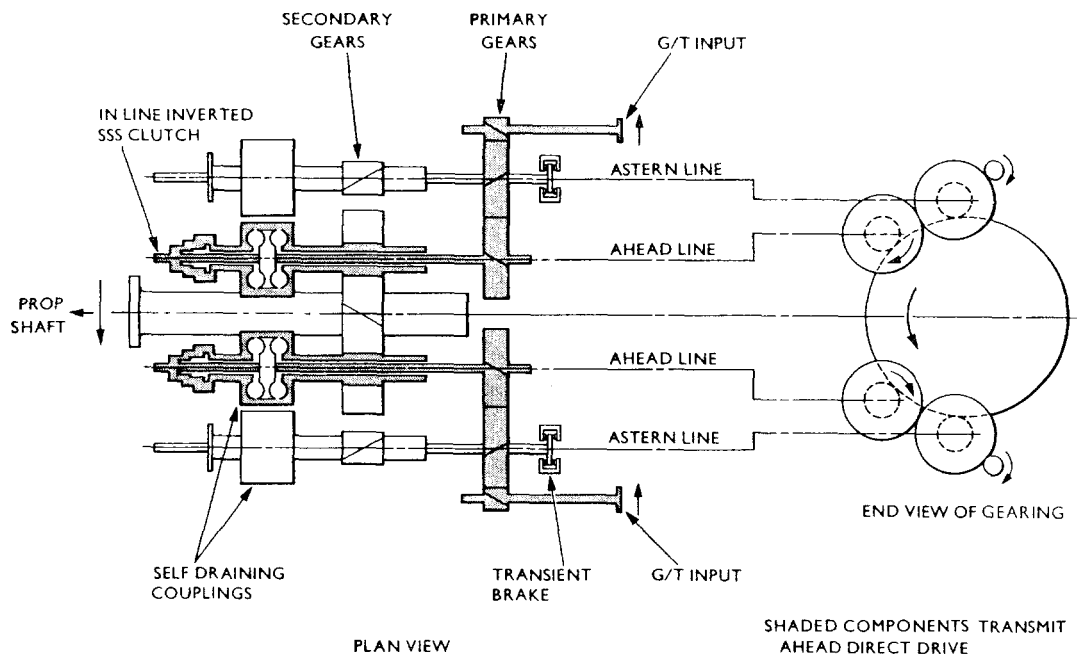 SECONDARY
GEARS
PRIMARY
GEARS
G/T INPUT
IN LINE INVERTED
SSS CLUTCH
ASTERN LINE
AHEAD LINE
PROP
SHAFT
AHEAD LINE
ASTERN LINE
END VIEW OF GEARING
SELF DRAINING
COUPLINGS
TRANSIENT
BRAKE
G/T INPUT
PLAN VIEW
SHADED COMPONENTS TRANSMIT
AHEAD DIRECT DRIVE